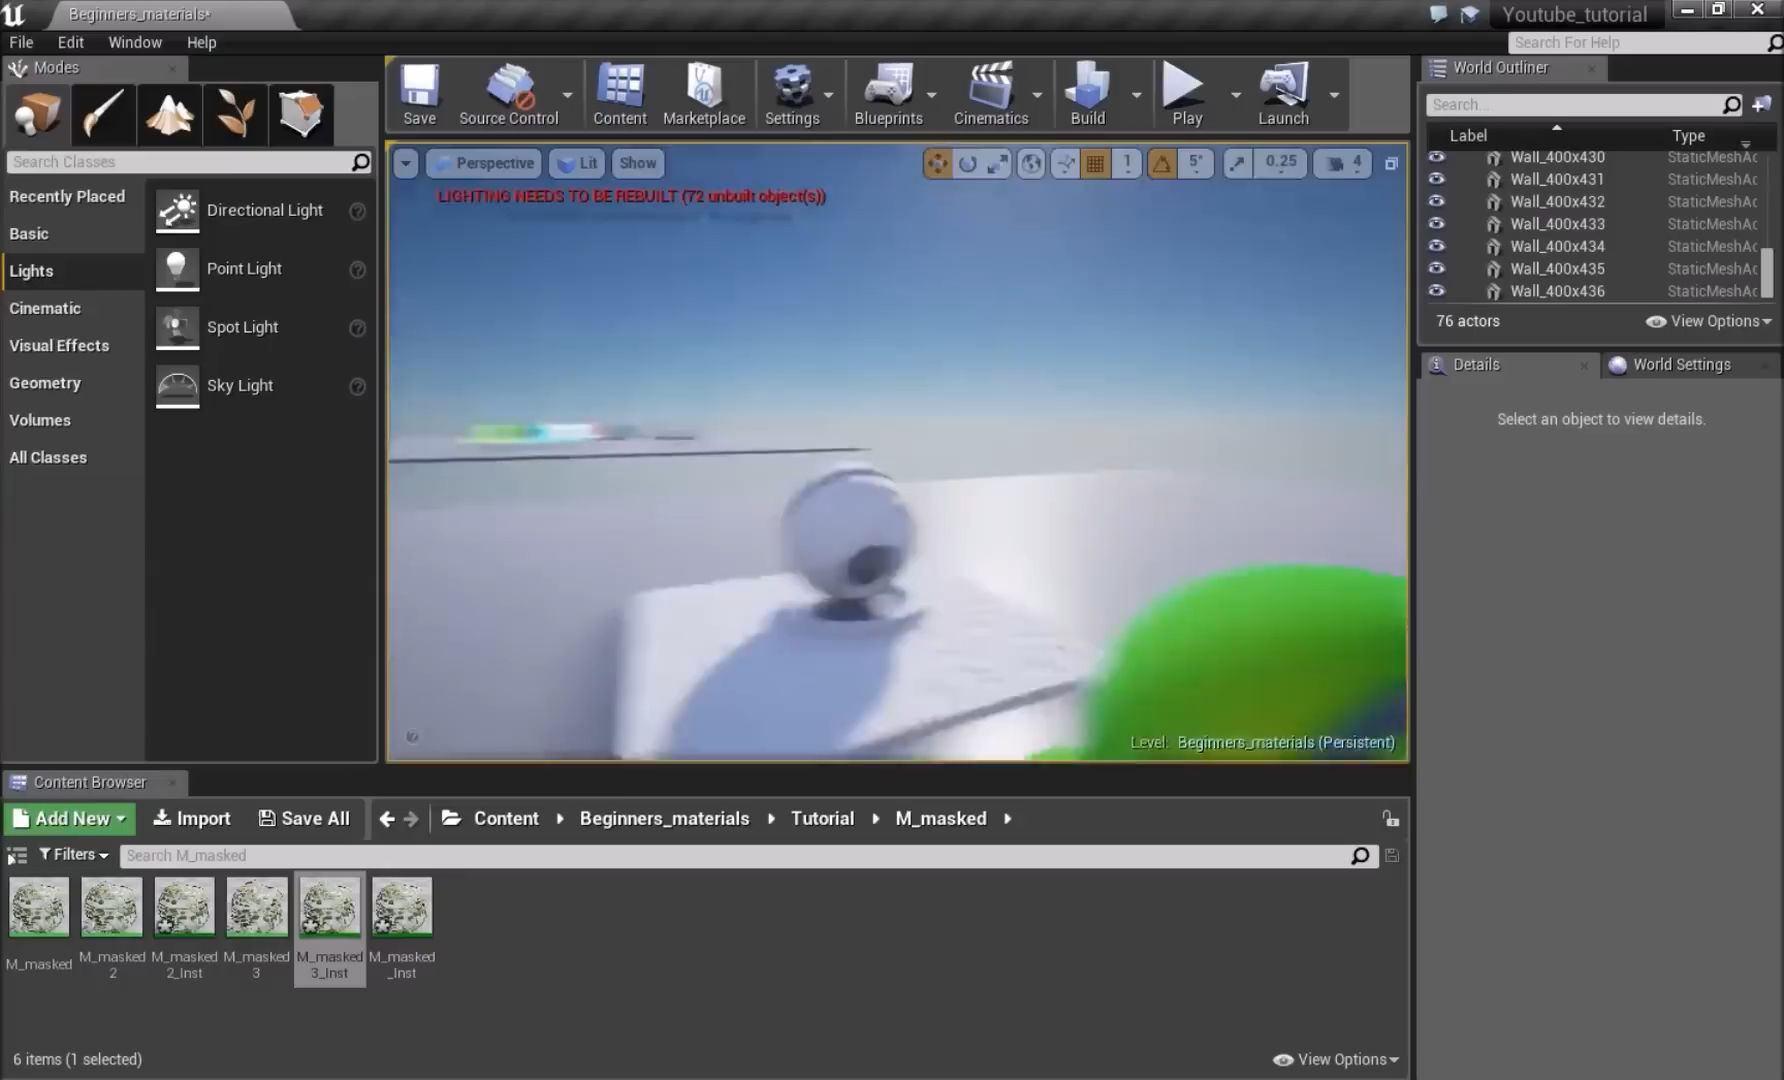 Beginners_materials*
Youtube_tutorial
File Edit Window Help
Search For Help
Modes
Search Classes
Recently Placed
Basic
Lights
Cinematic
Visual Effects
Geometry
Volumes
All Classes
Directional Light
Point Light
Spot Light
Sky Light
Save
Source Control
Content
Marketplace
Settings
Blueprints
Cinematics
Build
Play
Launch
Perspective Lit Show
1 5° 0.25 4
LIGHTING NEEDS TO BE REBUILT (72 unbuilt object(s))
Level: Beginners_materials (Persistent)
World Outliner
Search...
Label Type
Wall_400x430 StaticMeshAc
Wall_400x431 StaticMeshAc
Wall_400x432 StaticMeshAc
Wall_400x433 StaticMeshAc
Wall_400x434 StaticMeshAc
Wall_400x435 StaticMeshAc
Wall_400x436 StaticMeshAc
76 actors View Options
Details World Settings
Select an object to view details.
Content Browser
Add New Import Save All Content Beginners_materials Tutorial M_masked
Filters Search M_masked
M_masked
M_masked
2
M_masked
2_Inst
M_masked
3
M_masked
3_Inst
M_masked
_Inst
6 items (1 selected)
View Options